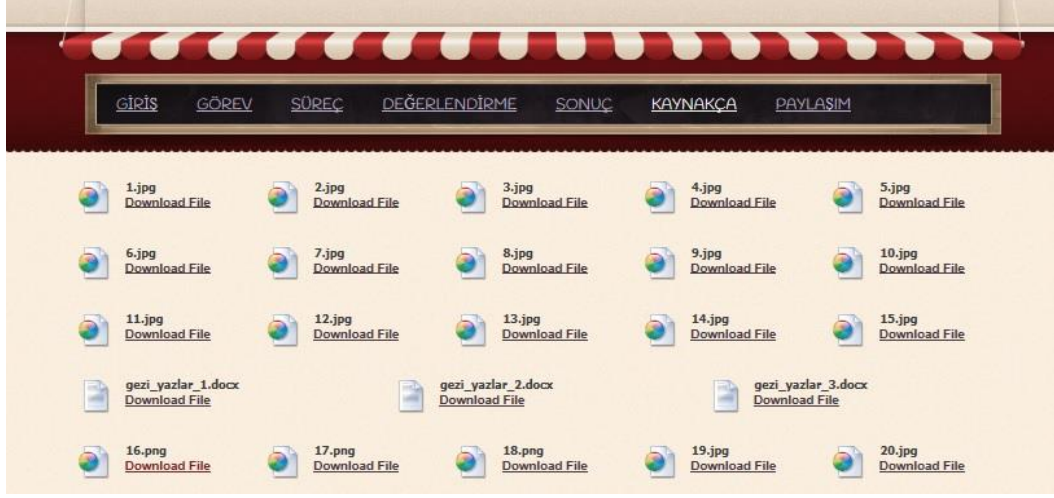 GİRİŞ GÖREV SÜREÇ DEĞERLENDİRME SONUÇ KAYNAKÇA PAYLAŞIM
1.jpg 2.jpg 3.jpg 4.jpg 5.jpg
Download File Download File Download File Download File Download File
6.jpg 7.jpg 8.jpg 9.jpg 10.jpg
Download File Download File Download File Download File Download File
11.jpg 12.jpg 13.jpg 14.jpg 15.jpg
Download File Download File Download File Download File Download File
gezi_yazlar_1.docx gezi_yazlar_2.docx gezi_yazlar_3.docx
Download File Download File Download File
16.png 17.png 18.png 19.jpg 20.jpg
Download File Download File Download File Download File Download File